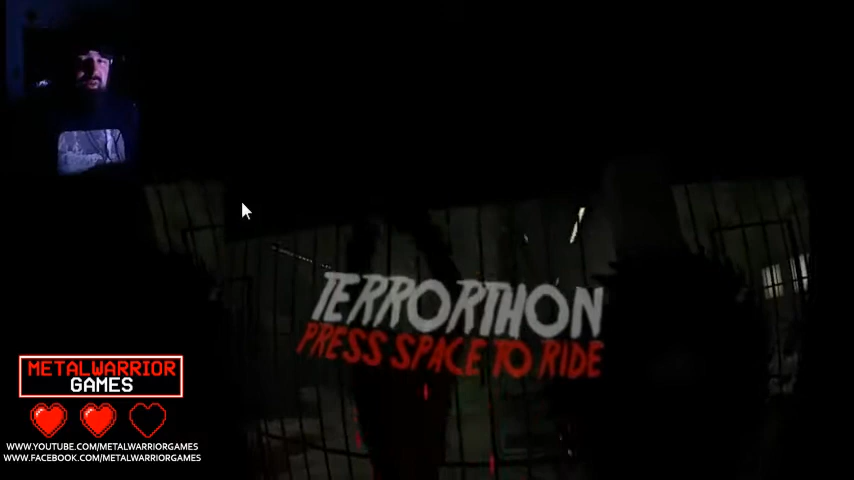 TERRORTHON
PRESS SPACE TO RIDE
METALWARRIOR
GAMES
WWW.YOUTUBE.COM/METALWARRIORGAMES
WWW.FACEBOOK.COM/METALWARRIORGAMES